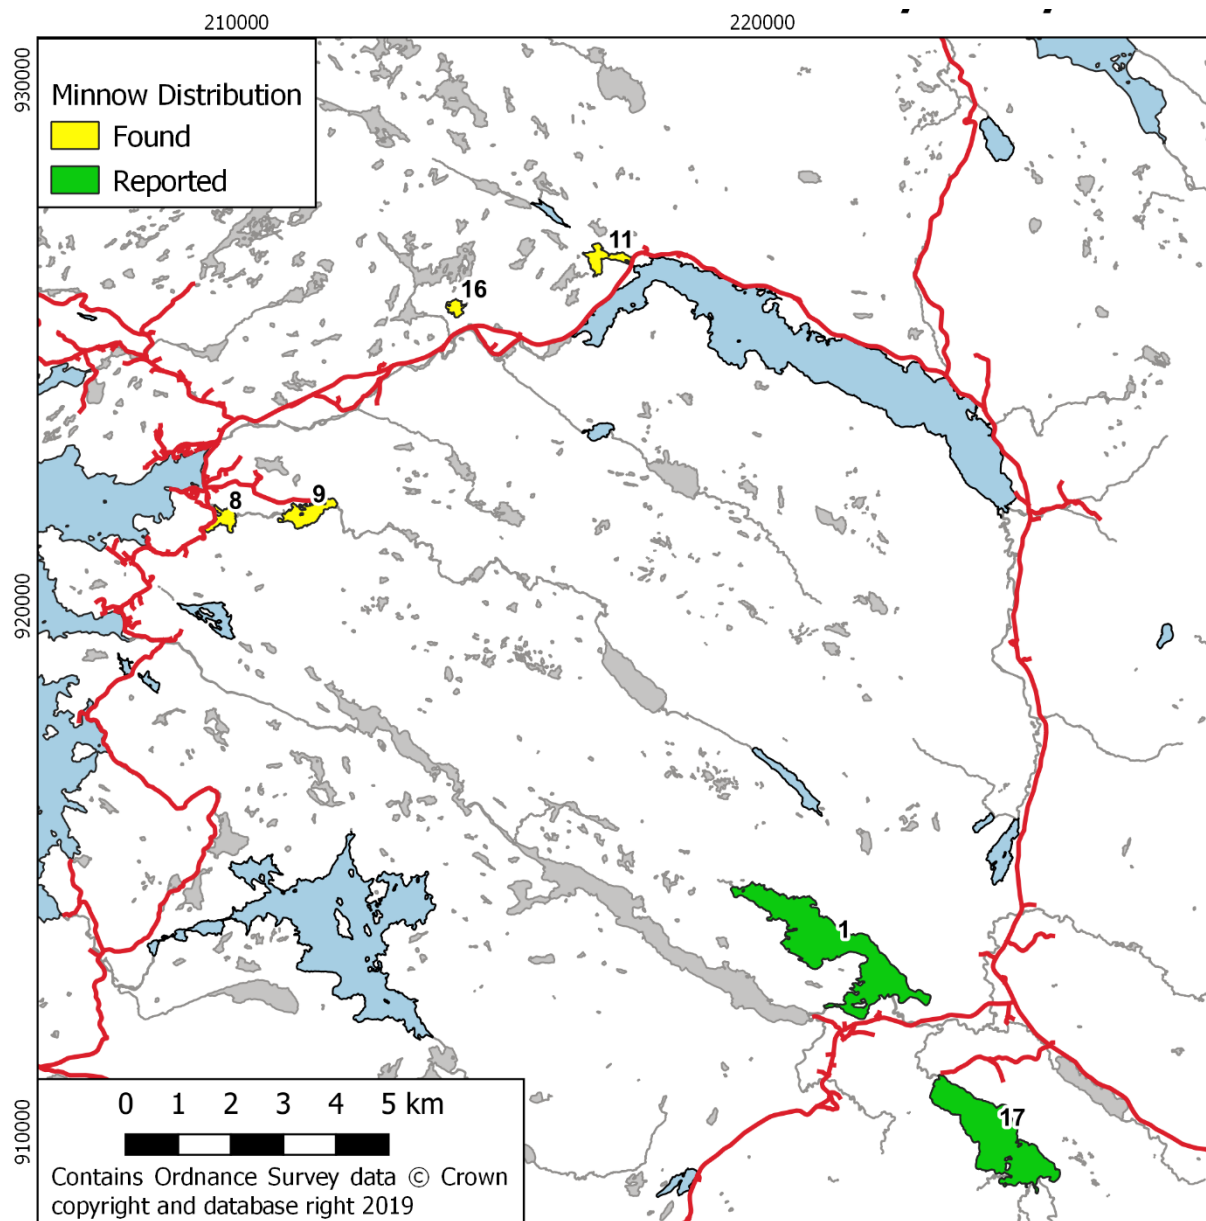 210000 220000
930000
Minnow Distribution
Found
Reported
11
16
8 9
920000
1
17
910000
0 1 2 3 4 5 km
Contains Ordnance Survey data © Crown
copyright and database right 2019